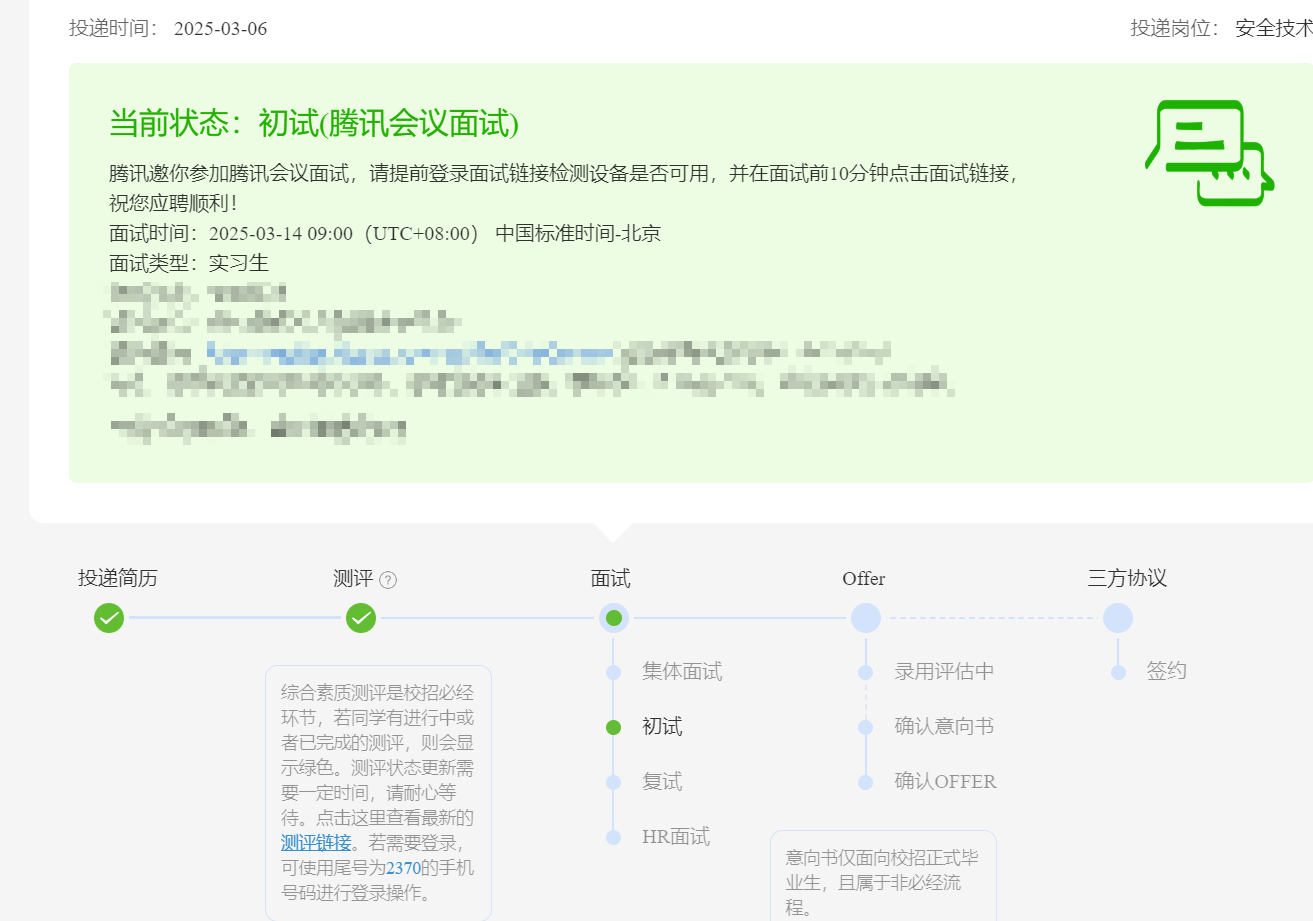 投递时间： 2025-03-06
投递岗位： 安全技术
当前状态：初试(腾讯会议面试)
腾讯邀你参加腾讯会议面试，请提前登录面试链接检测设备是否可用，并在面试前10分钟点击面试链接，
祝您应聘顺利！
面试时间：2025-03-14 09:00（UTC+08:00） 中国标准时间-北京
面试类型：实习生
投递简历
测评 ?
面试
Offer
三方协议
集体面试
初试
复试
HR面试
录用评估中
确认意向书
确认OFFER
签约
综合素质测评是校招必经
环节，若同学有进行中或
者已完成的测评，则会显
示绿色。测评状态更新需
要一定时间，请耐心等
待。点击这里查看最新的
测评链接。若需要登录，
可使用尾号为2370的手机
号码进行登录操作。
意向书仅面向校招正式毕
业生，且属于非必经流
程。